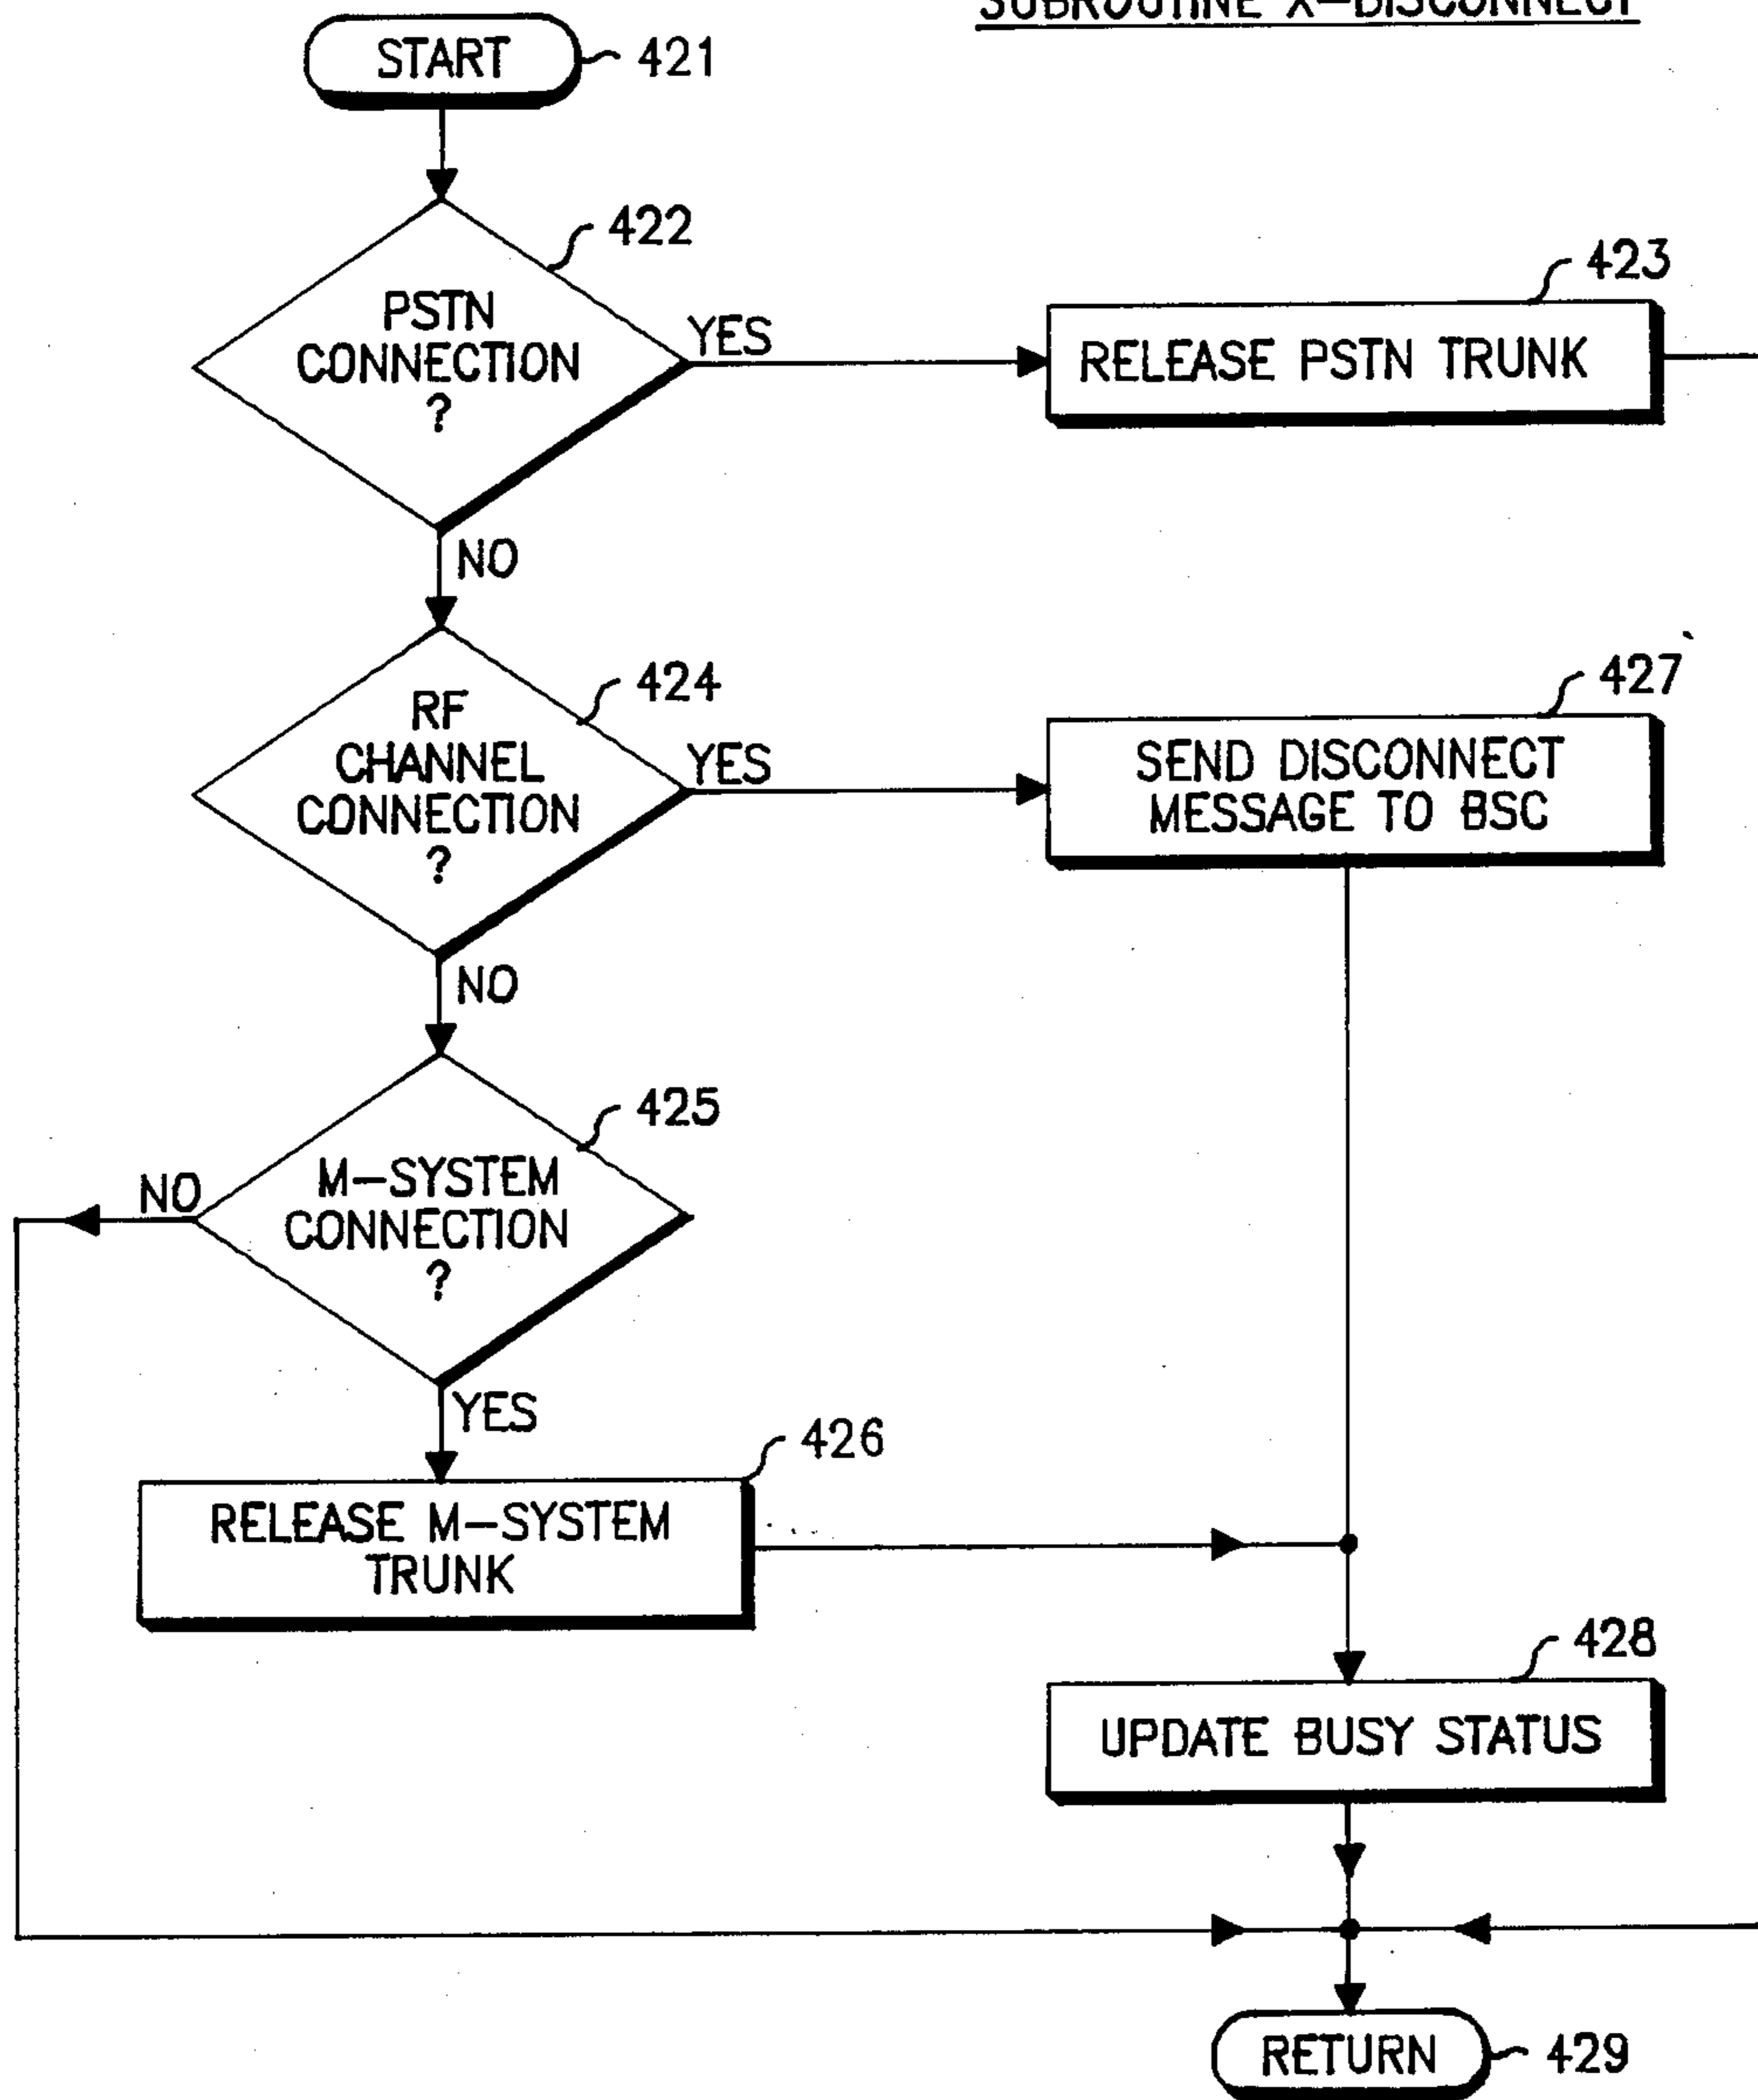 SUBROUTINE X-DISCONNECT
START
421
422
PSTN
CONNECTION
?
YES
423
RELEASE PSTN TRUNK
NO
424
RF
CHANNEL
CONNECTION
?
YES
427
SEND DISCONNECT
MESSAGE TO BSC
NO
425
M-SYSTEM
CONNECTION
?
NO
YES
426
RELEASE M-SYSTEM
TRUNK
428
UPDATE BUSY STATUS
RETURN
429